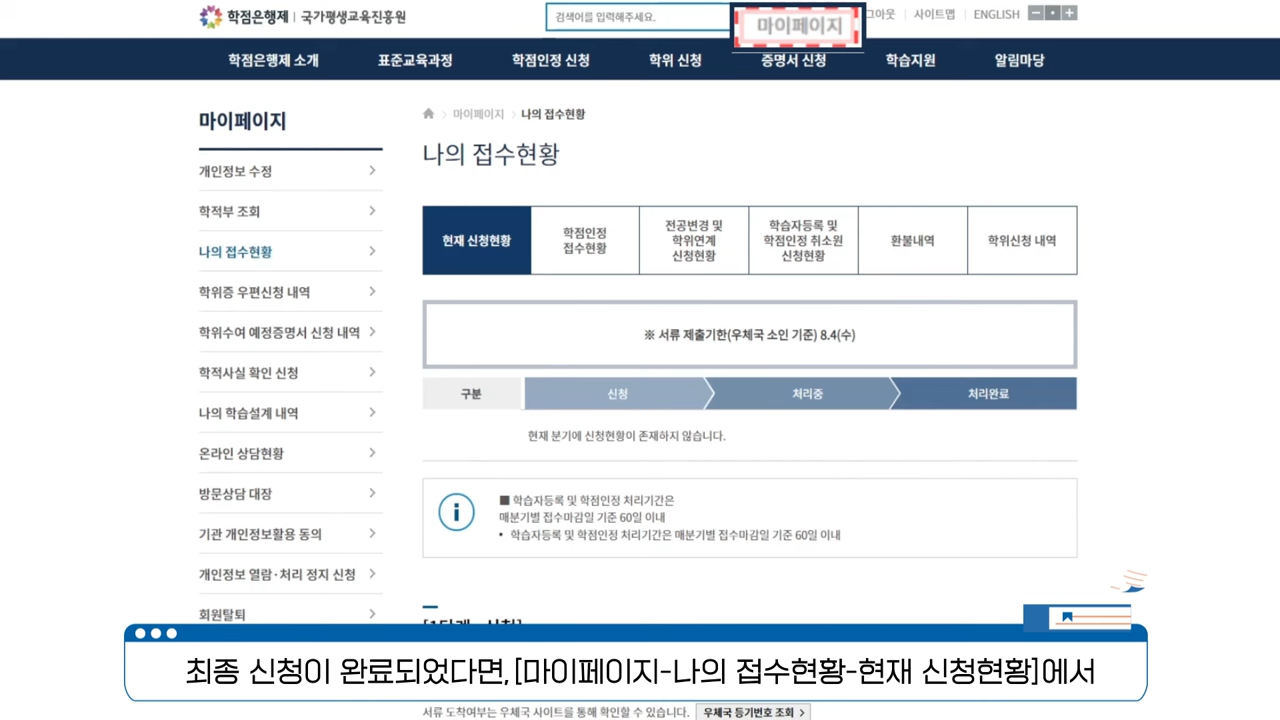 학점은행제 | 국가평생교육진흥원
검색어를 입력해주세요.
마이페이지
그아웃 | 사이트맵 | ENGLISH
학점은행제 소개 표준교육과정 학점인정 신청 학위 신청 증명서 신청 학습지원 알림마당
마이페이지
개인정보 수정
학적부 조회
나의 접수현황
학위증 우편신청 내역
학위수여 예정증명서 신청 내역
학적사실 확인 신청
나의 학습설계 내역
온라인 상담현황
방문상담 대장
기관 개인정보활용 동의
개인정보 열람·처리 정지 신청
회원탈퇴
마이페이지 > 나의 접수현황
나의 접수현황
현재 신청현황
학점인정
접수현황
전공변경 및
학위연계
신청현황
학습자등록 및
학점인정 취소원
신청현황
환불내역
학위신청 내역
※ 서류 제출기한(우체국 소인 기준) 8.4(수)
구분 신청 처리중 처리완료
현재 분기에 신청현황이 존재하지 않습니다.
■ 학습자등록 및 학점인정 처리기간은
매분기별 접수마감일 기준 60일 이내
• 학습자등록 및 학점인정 처리기간은 매분기별 접수마감일 기준 60일 이내
최종 신청이 완료되었다면, [마이페이지-나의 접수현황-현재 신청현황]에서
서류 도착여부는 우체국 사이트를 통해 확인할 수 있습니다. 우체국 등기번호 조회 >